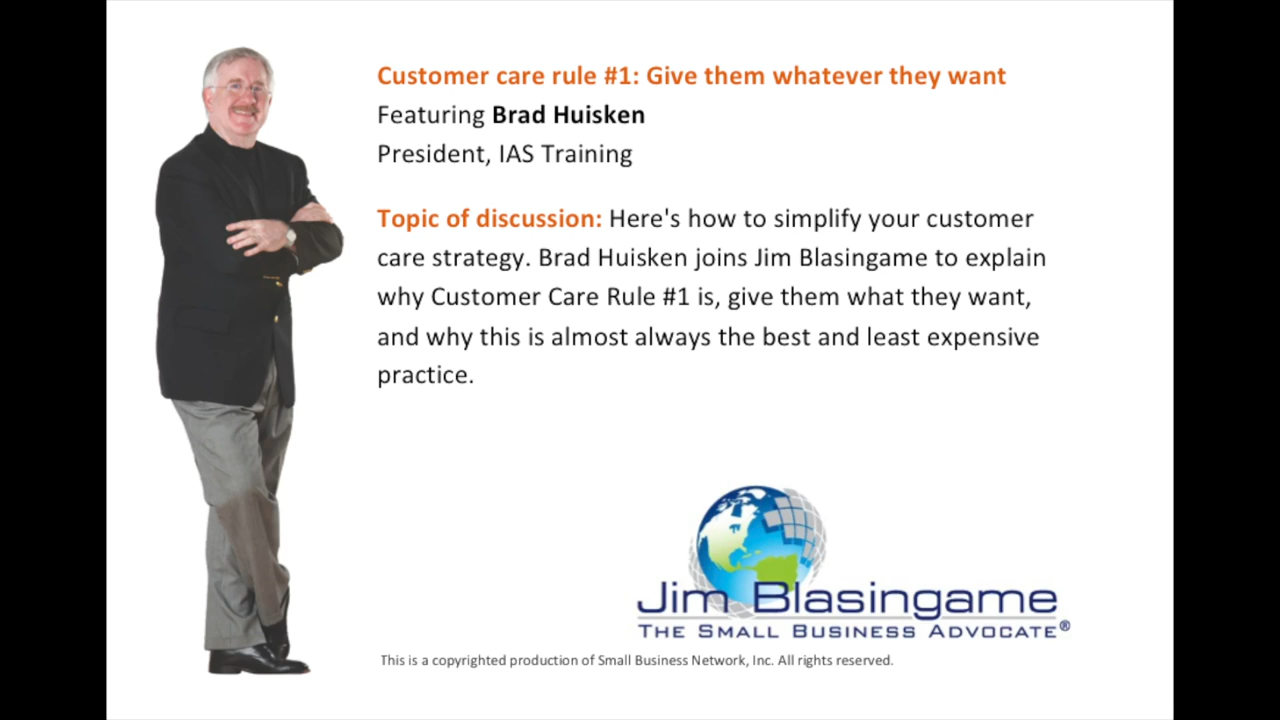 Customer care rule #1: Give them whatever they want
Featuring Brad Huisken
President, IAS Training
Topic of discussion: Here's how to simplify your customer
care strategy. Brad Huisken joins Jim Blasingame to explain
why Customer Care Rule #1 is, give them what they want,
and why this is almost always the best and least expensive
practice.
Jim Blasingame
THE SMALL BUSINESS ADVOCATE®
This is a copyrighted production of Small Business Network, Inc. All rights reserved.